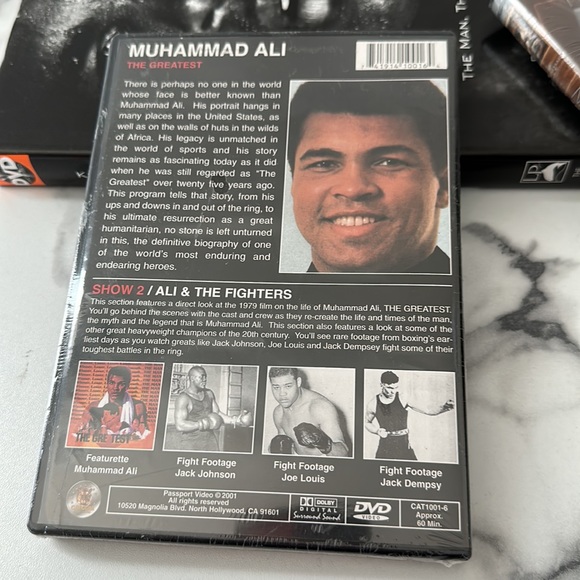 THE MAN. TH
DVD
K
MUHAMMAD ALI
THE GREATEST
There is perhaps no one in the world
whose face is better known than
Muhammad Ali. His portrait hangs in
many places in the United States, as
well as on the walls of huts in the wilds
of Africa. His legacy is unmatched in
the world of sports and his story
remains as fascinating today as it did
when he was still regarded as "The
Greatest" over twenty five years ago.
This program tells that story, from his
ups and downs in and out of the ring, to
his ultimate resurrection as a great
humanitarian, no stone is left unturned
in this, the definitive biography of one
of the world's most enduring and
endearing heroes.
SHOW 2 / ALI & THE FIGHTERS
This section features a direct look at the 1979 film on the life of Muhammad Ali, THE GREATEST.
You'll go behind the scenes with the cast and crew as they re-create the life and times of the man,
the myth and the legend that is Muhammad Ali. This section also features a look at some of the
other great heavyweight champions of the 20th century. You'll see rare footage from boxing's ear-
liest days as you watch greats like Jack Johnson, Joe Louis and Jack Dempsey fight some of their
toughest battles in the ring.
THE GREATEST
Featurette
Muhammad Ali
Fight Footage
Jack Johnson
Fight Footage
Joe Louis
Fight Footage
Jack Dempsy
Passport Video ©2001
All rights reserved
10520 Magnolia Blvd. North Hollywood, CA 91601
DOLBY
DIGITAL
Surround Sound
DVD
VIDEO
CAT1001-6
Approx.
60 Min.